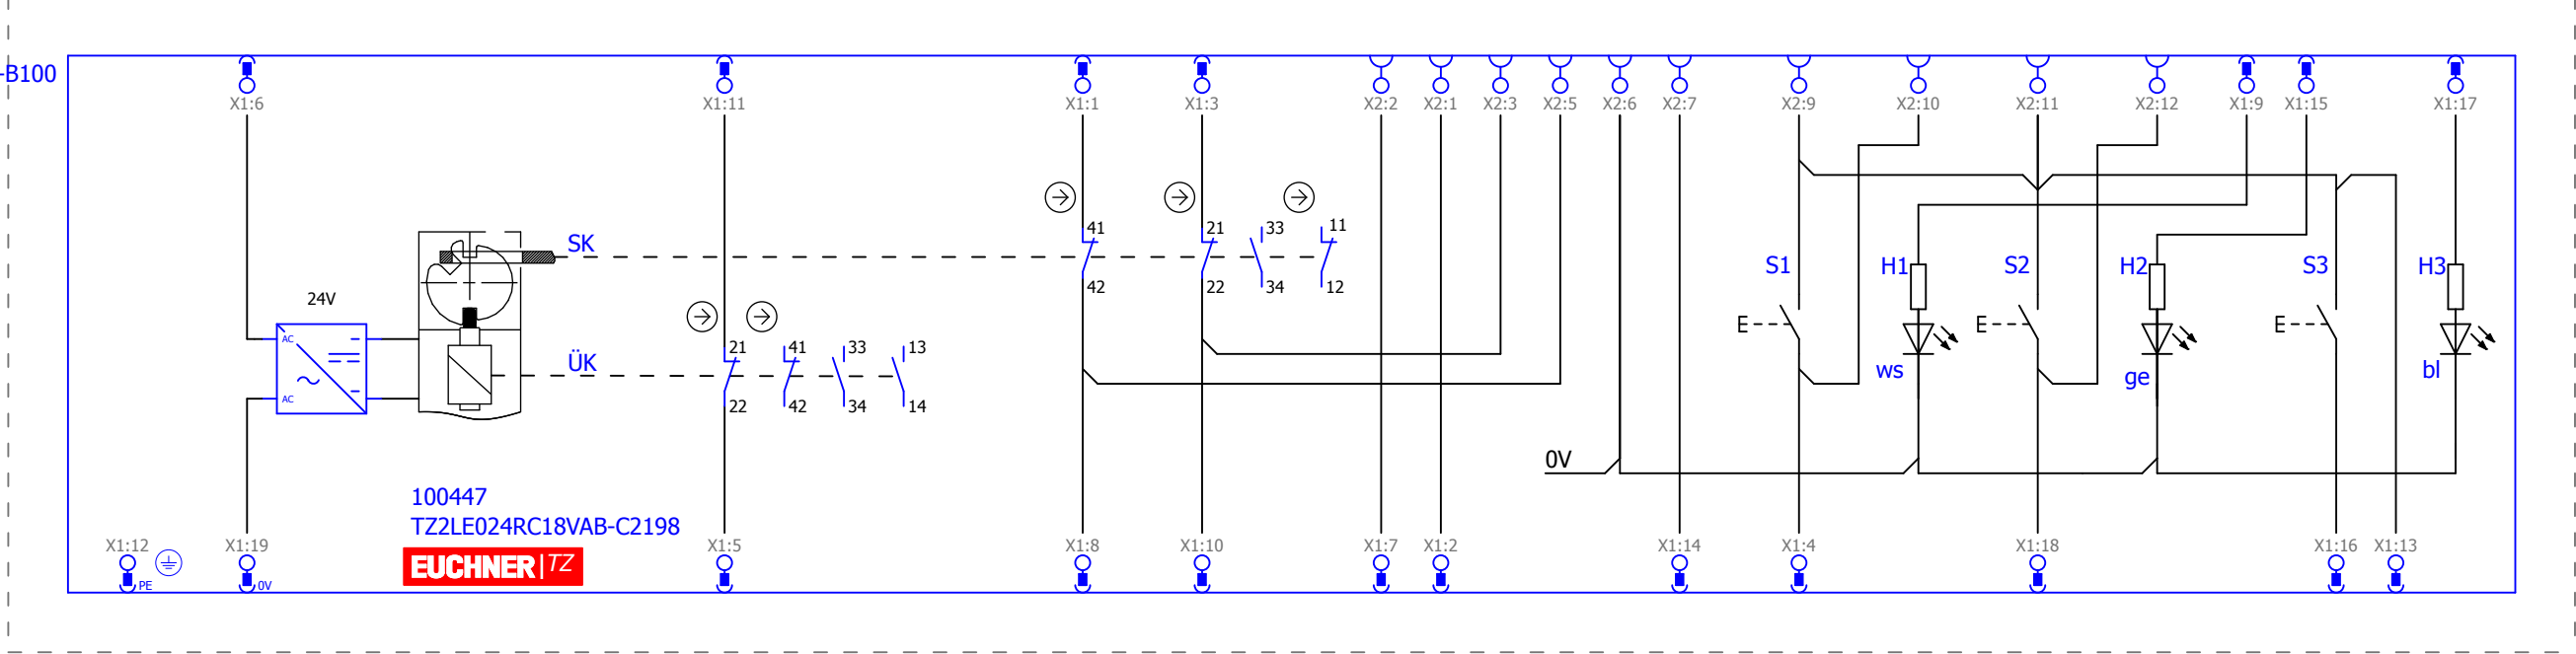 -B100
X1:6 X1:11 X1:1 X1:3 X2:2 X2:1 X2:3 X2:5 X2:6 X2:7 X2:9 X2:10 X2:11 X2:12 X1:9 X1:15 X1:17
41 21 33 11
SK
S1 H1 S2 H2 S3 H3
42 22 34 12
24V
E E E
AC
21 41 33 13
ÜK
ws ge bl
AC
22 42 34 14
0V
100447
TZ2LE024RC18VAB-C2198
X1:12 X1:19 X1:5 X1:8 X1:10 X1:7 X1:2 X1:14 X1:4 X1:18 X1:16 X1:13
EUCHNER TZ
PE 0V